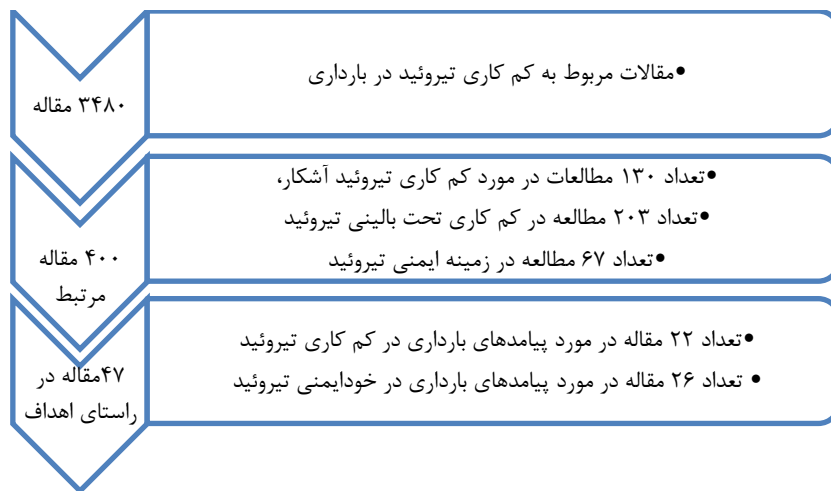 ۳۴۸۰ مقاله
•مقالات مربوط به کم کاری تیروئید در بارداری
۴۰۰ مقاله
مرتبط
•تعداد ۱۳۰ مطالعات در مورد کم کاری تیروئید آشکار،
•تعداد ۲۰۳ مطالعه در کم کاری تحت بالینی تیروئید
•تعداد ۶۷ مطالعه در زمینه ایمنی تیروئید
۴۷مقاله در
راستای اهداف
•تعداد ۲۲ مقاله در مورد پیامدهای بارداری در کم کاری تیروئید
• تعداد ۲۶ مقاله در مورد پیامدهای بارداری در خودایمنی تیروئید